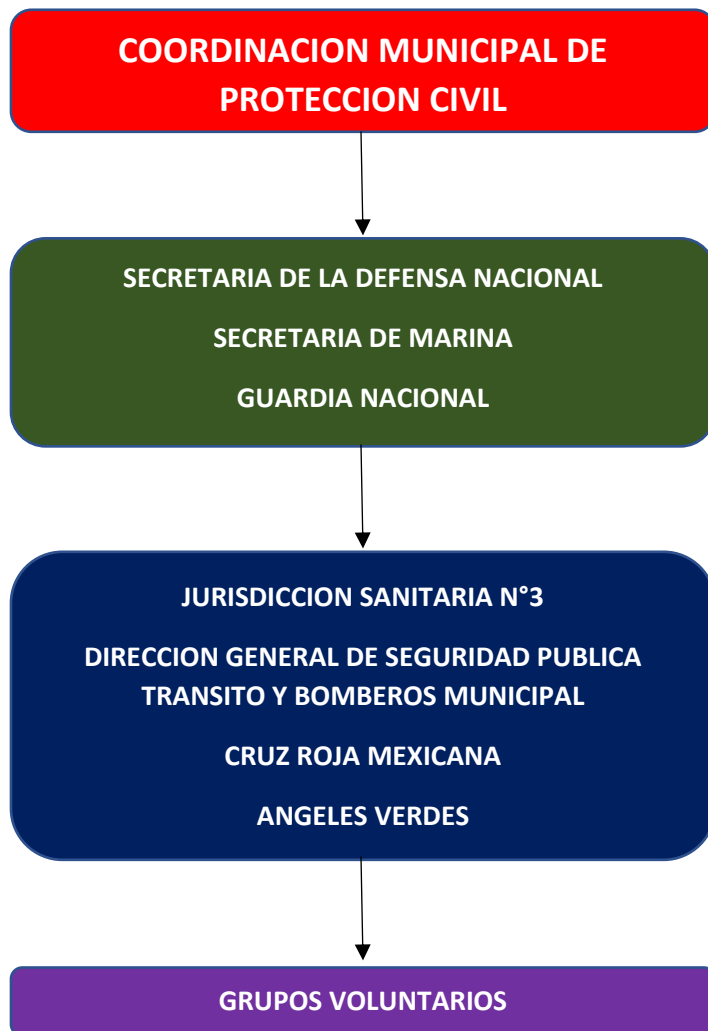 COORDINACION MUNICIPAL DE
PROTECCION CIVIL
SECRETARIA DE LA DEFENSA NACIONAL
SECRETARIA DE MARINA
GUARDIA NACIONAL
JURISDICCION SANITARIA N°3
DIRECCION GENERAL DE SEGURIDAD PUBLICA
TRANSITO Y BOMBEROS MUNICIPAL
CRUZ ROJA MEXICANA
ANGELES VERDES
GRUPOS VOLUNTARIOS